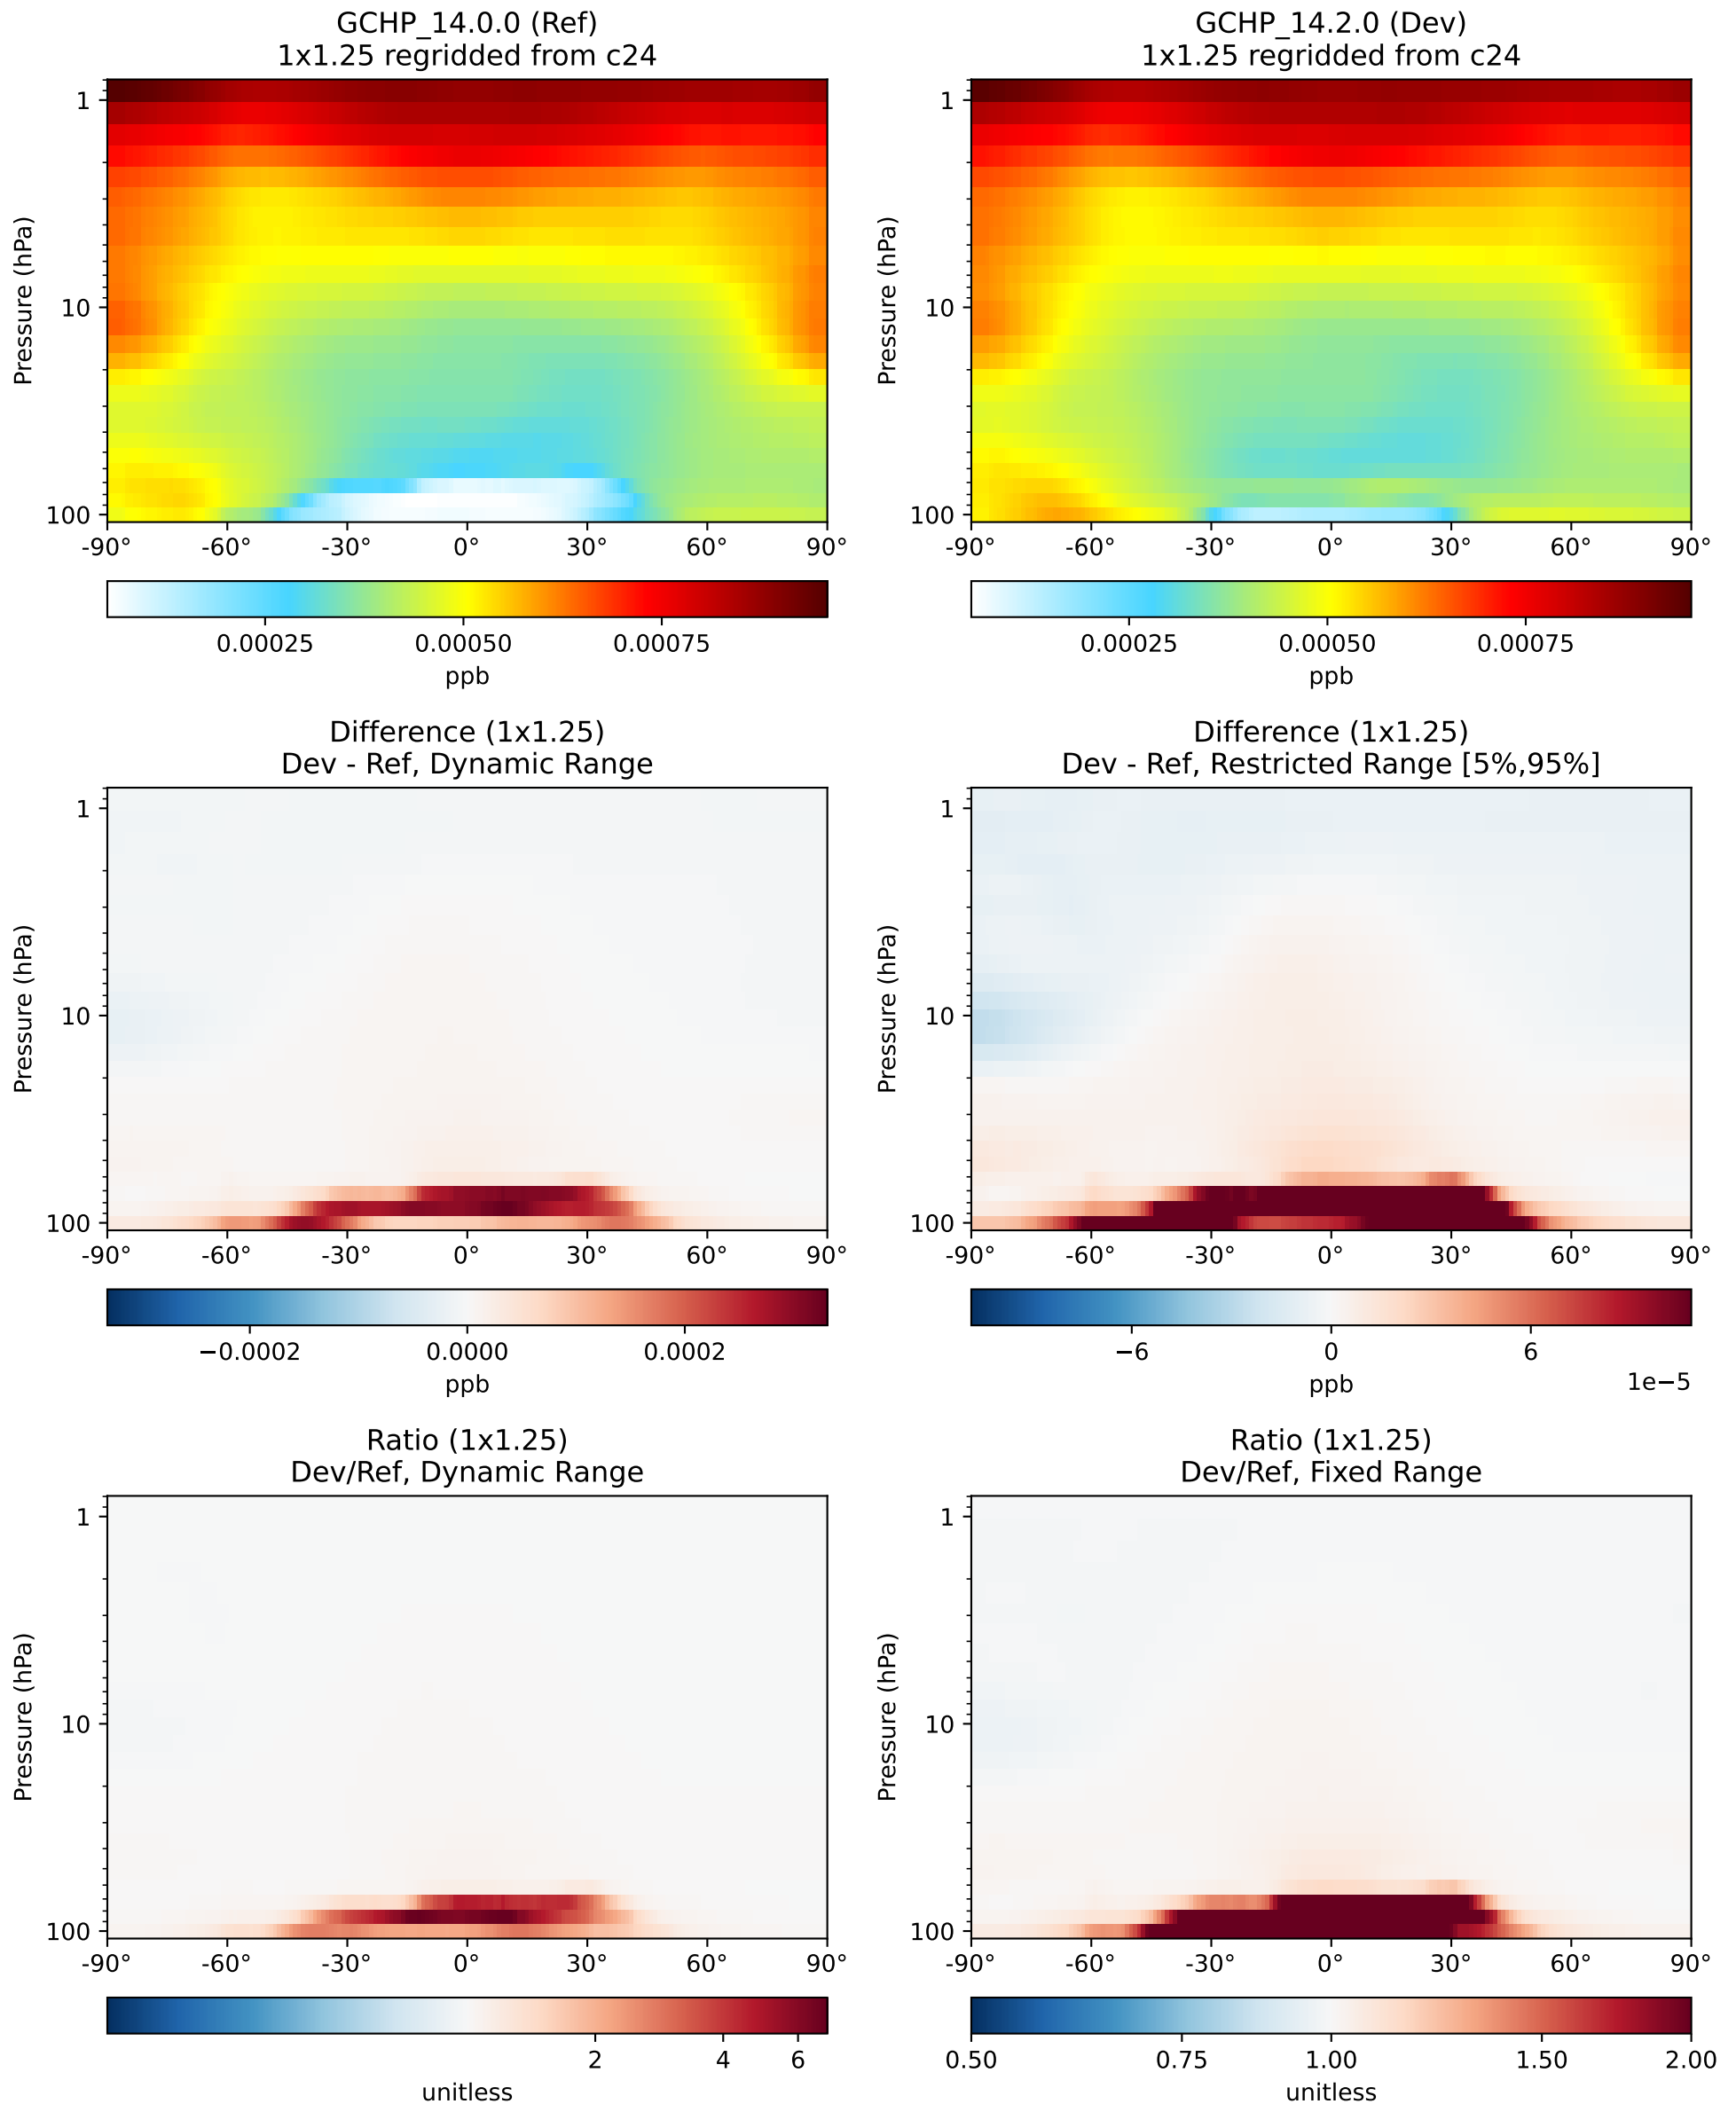 GCHP_14.0.0 (Ref)
1x1.25 regridded from c24
Pressure (hPa)
1
10
100
-90° -60° -30° 0° 30° 60° 90°
0.00025 0.00050 0.00075
ppb
GCHP_14.2.0 (Dev)
1x1.25 regridded from c24
Pressure (hPa)
1
10
100
-90° -60° -30° 0° 30° 60° 90°
0.00025 0.00050 0.00075
ppb
Difference (1x1.25)
Dev - Ref, Dynamic Range
Pressure (hPa)
1
10
100
-90° -60° -30° 0° 30° 60° 90°
−0.0002 0.0000 0.0002
ppb
Difference (1x1.25)
Dev - Ref, Restricted Range [5%,95%]
Pressure (hPa)
1
10
100
-90° -60° -30° 0° 30° 60° 90°
−6 0 6
ppb
1e−5
Ratio (1x1.25)
Dev/Ref, Dynamic Range
Pressure (hPa)
1
10
100
-90° -60° -30° 0° 30° 60° 90°
2 4 6
unitless
Ratio (1x1.25)
Dev/Ref, Fixed Range
Pressure (hPa)
1
10
100
-90° -60° -30° 0° 30° 60° 90°
0.50 0.75 1.00 1.50 2.00
unitless